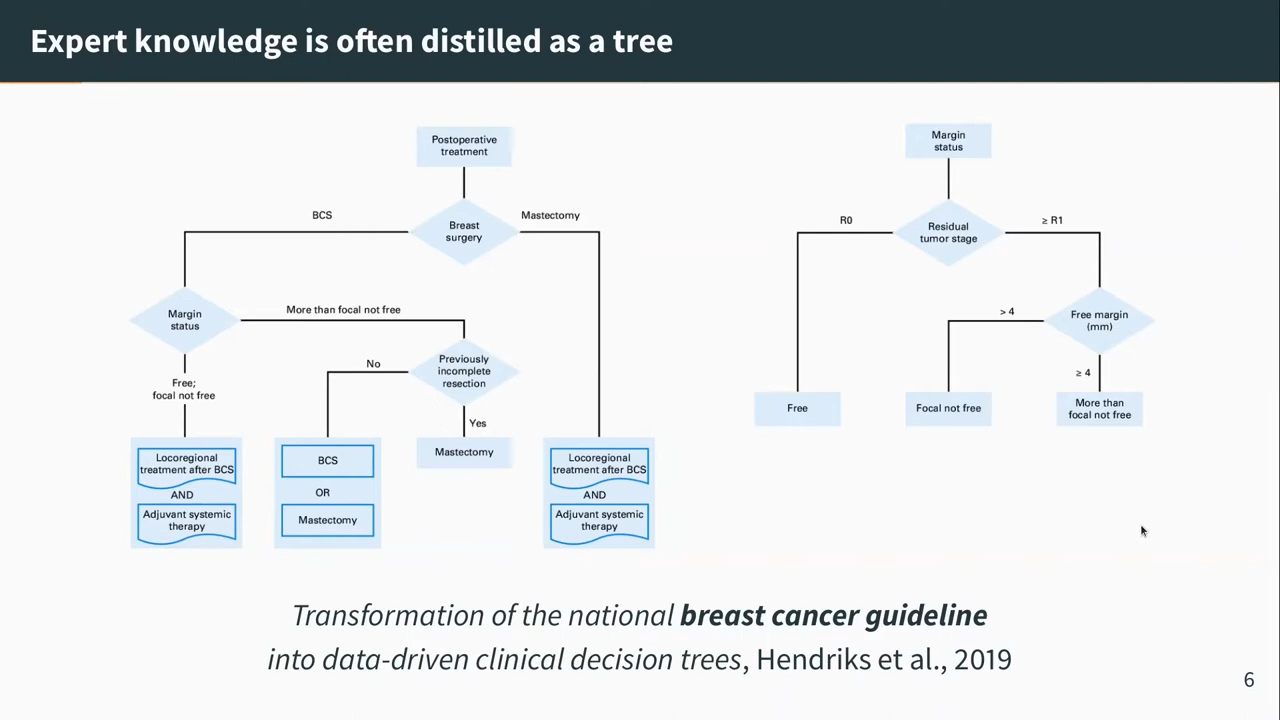 Expert knowledge is often distilled as a tree
Postoperative
treatment
Breast
surgery
BCS
Mastectomy
Margin
status
More than focal not free
Free;
focal not free
Previously
incomplete
resection
No
Yes
Locoregional
treatment after BCS
AND
Adjuvant systemic
therapy
BCS
OR
Mastectomy
Mastectomy
Locoregional
treatment after BCS
AND
Adjuvant systemic
therapy
Margin
status
Residual
tumor stage
R0
≥ R1
Free margin
(mm)
> 4
≥ 4
Free
Focal not free
More than
focal not free
Transformation of the national breast cancer guideline
into data-driven clinical decision trees, Hendriks et al., 2019
6